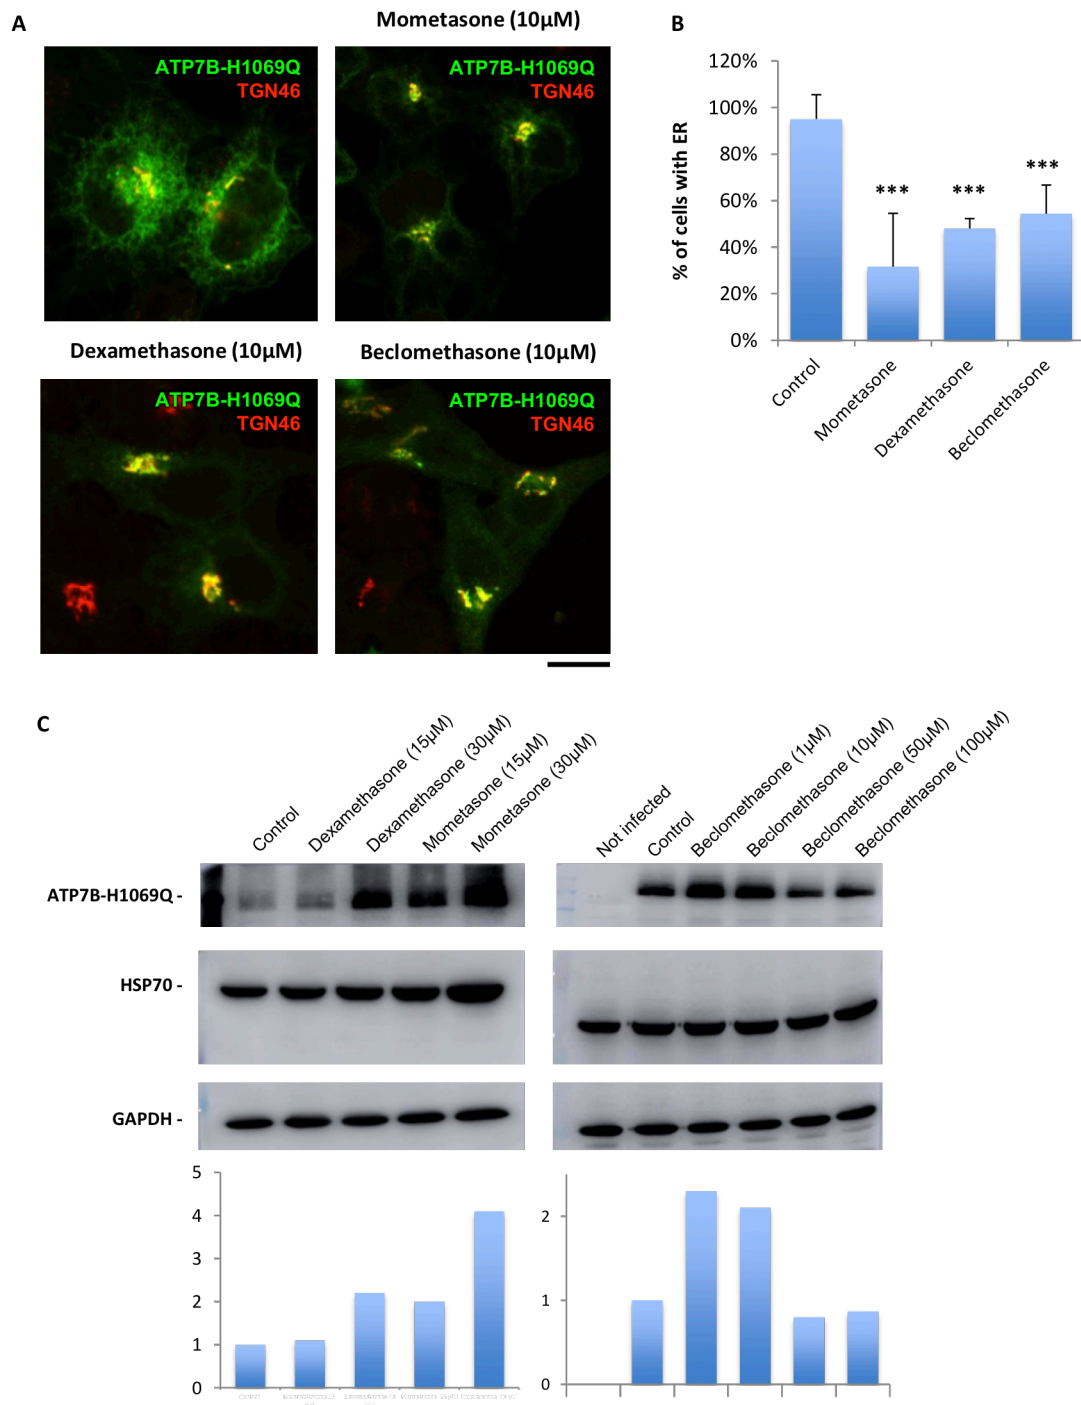 A
Mometasone (10µM)
ATP7B-H1069Q
TGN46
ATP7B-H1069Q
TGN46
Dexamethasone (10µM)
Beclomethasone (10µM)
ATP7B-H1069Q
TGN46
ATP7B-H1069Q
TGN46
B
% of cells with ER
120%
100%
80%
60%
40%
20%
0%
***
***
***
Control
Mometasone
Dexamethasone
Beclomethasone
C
Control
Dexamethasone (15µM)
Dexamethasone (30µM)
Mometasone (15µM)
Mometasone (30µM)
Not infected
Control
Beclomethasone (1µM)
Beclomethasone (10µM)
Beclomethasone (50µM)
Beclomethasone (100µM)
ATP7B-H1069Q -
HSP70 -
GAPDH -
5
4
3
2
1
0
2
1
0